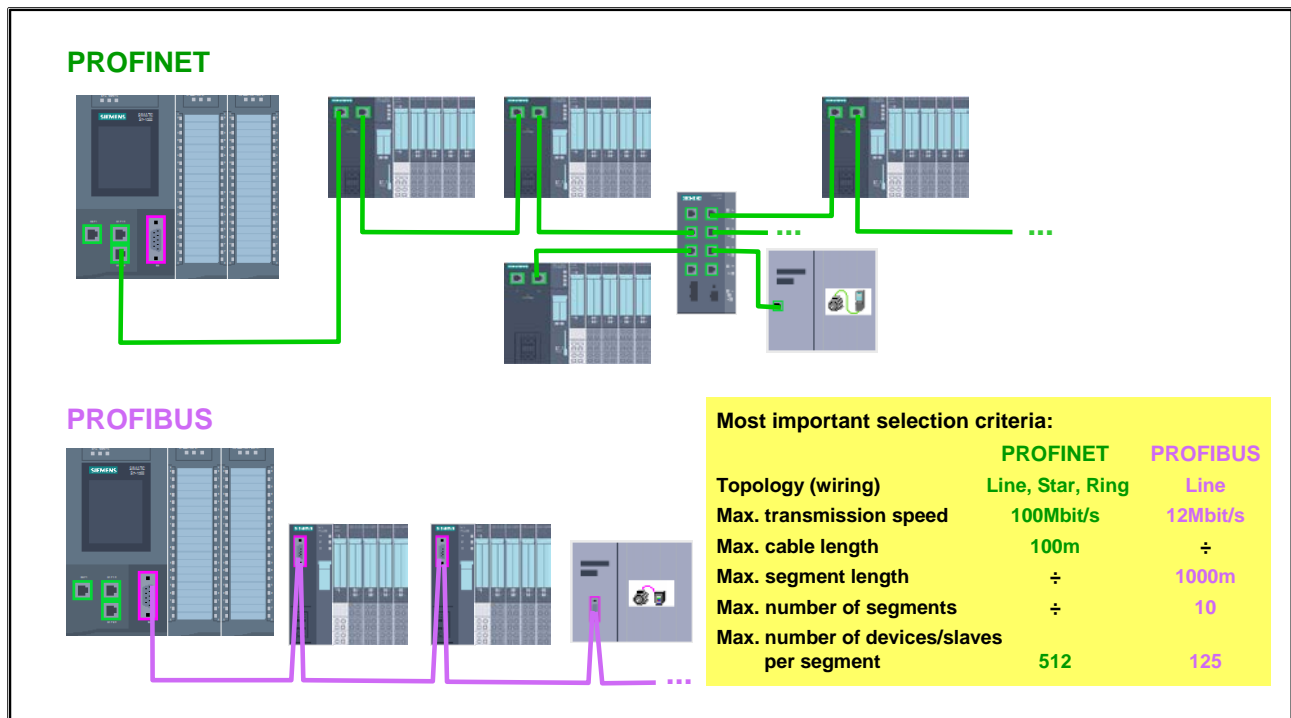 PROFINET
SIEMENS
PROFIBUS
SIEMENS
Most important selection criteria:
PROFINET PROFIBUS
Topology (wiring) Line, Star, Ring Line
Max. transmission speed 100Mbit/s 12Mbit/s
Max. cable length 100m ÷
Max. segment length ÷ 1000m
Max. number of segments ÷ 10
Max. number of devices/slaves
per segment 512 125